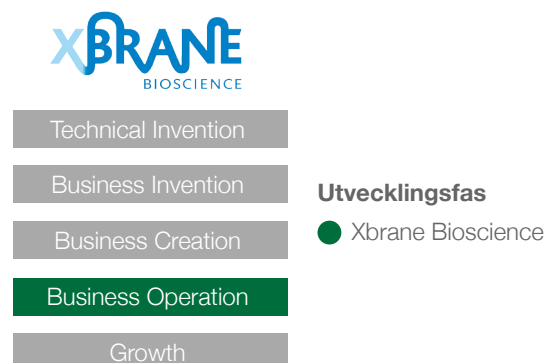 XBRANE
BIOSCIENCE
Technical Invention
Business Invention
Business Creation
Business Operation
Growth
Utvecklingsfas
Xbrane Bioscience